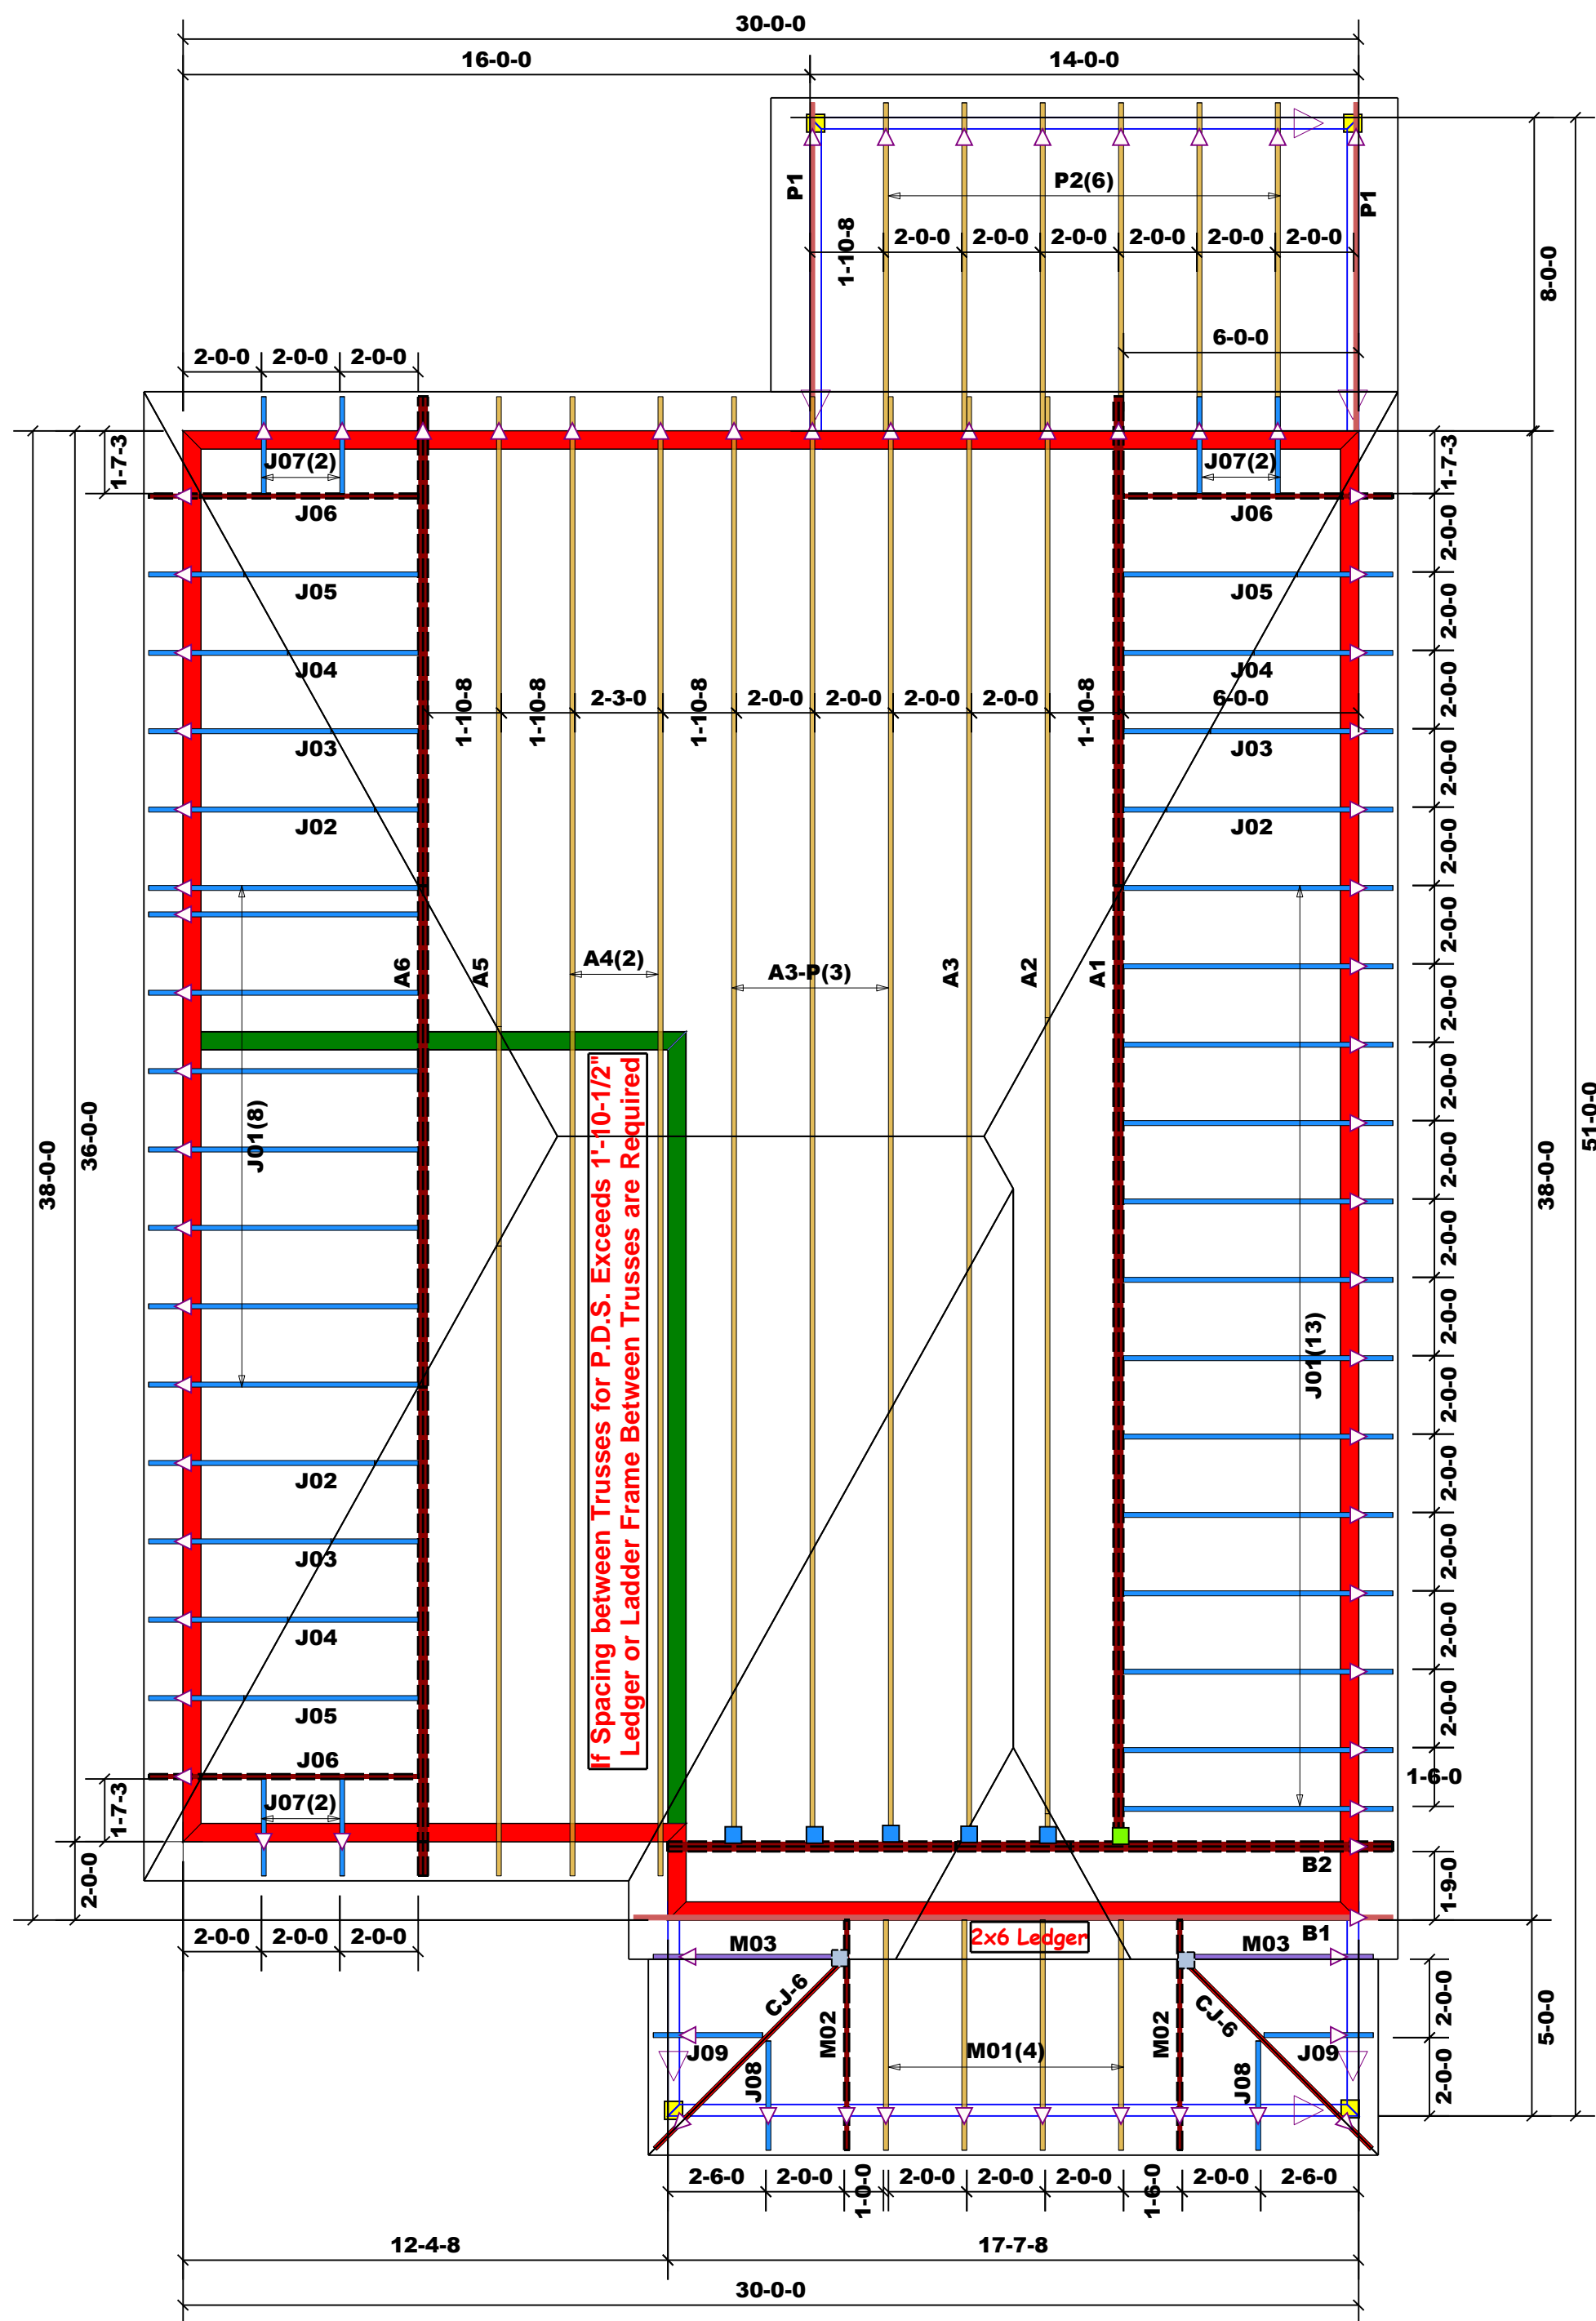 30-0-0
16-0-0
14-0-0
P1
P2(6)
P1
1-10-8
2-0-0
2-0-0
2-0-0
2-0-0
2-0-0
2-0-0
8-0-0
6-0-0
2-0-0
2-0-0
2-0-0
1-7-3
J07(2)
J07(2)
1-7-3
J06
J06
2-0-0
J05
J05
2-0-0
J04
J04
2-0-0
1-10-8
1-10-8
2-3-0
1-10-8
2-0-0
2-0-0
2-0-0
2-0-0
1-10-8
6-0-0
J03
J03
2-0-0
J02
J02
2-0-0
2-0-0
A6
A5
A4(2)
A3-P(3)
A3
A2
A1
2-0-0
2-0-0
38-0-0
36-0-0
J01(8)
If Spacing between Trusses for P.D.S. Exceeds 1'-10-1/2"
Ledger or Ladder Frame Between Trusses are Required
J01(13)
2-0-0
38-0-0
51-0-0
2-0-0
2-0-0
2-0-0
2-0-0
J02
2-0-0
J03
2-0-0
J04
2-0-0
J05
2-0-0
J06
1-6-0
1-7-3
J07(2)
2-0-0
B2
1-9-0
2-0-0
2-0-0
2-0-0
M03
2x6 Ledger
B1
M03
CJ-6
M02
M02
CJ-6
2-0-0
5-0-0
J09
J08
M01(4)
J08
J09
2-0-0
2-6-0
2-0-0
1-0-0
2-0-0
2-0-0
2-0-0
1-6-0
2-0-0
2-6-0
12-4-8
17-7-8
30-0-0